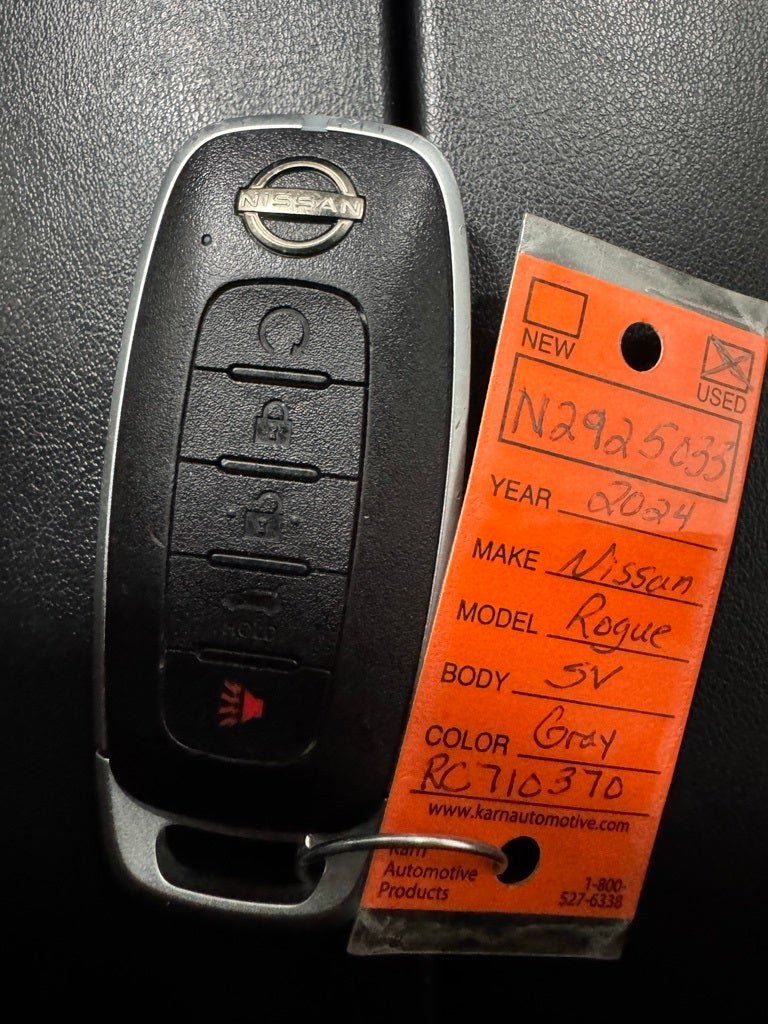 NISSAN
HOLD
NEW
USED
N2925033
YEAR 2024
MAKE Nissan
MODEL Rogue
BODY SV
COLOR Gray
RC710370
www.karnautomotive.com
Karn
Automotive
Products
1-800-
527-6338